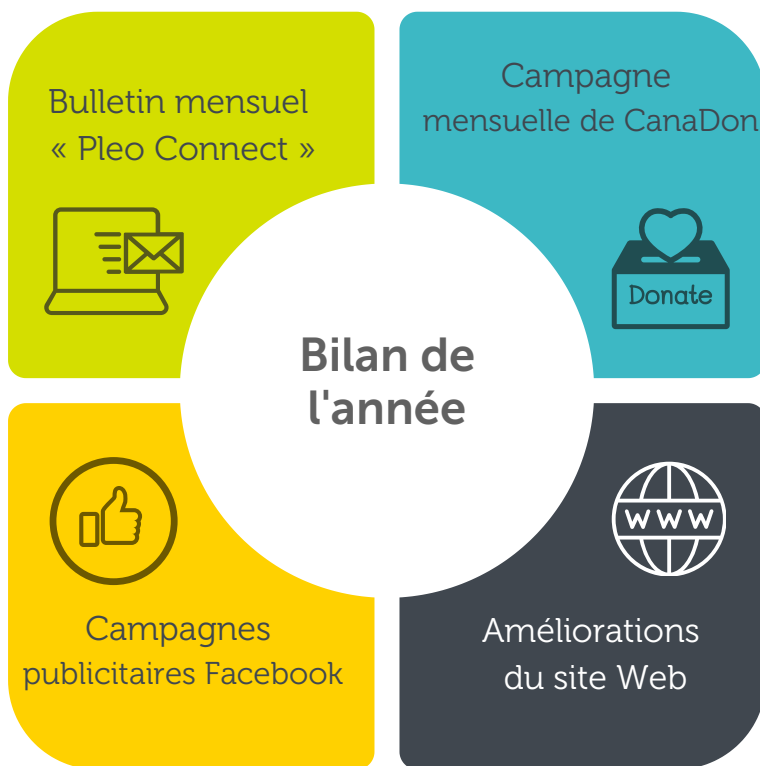 Bulletin mensuel
« Pleo Connect »
Campagne
mensuelle de CanaDon
Donate
Bilan de
l'année
WWW
Campagnes
publicitaires Facebook
Améliorations
du site Web